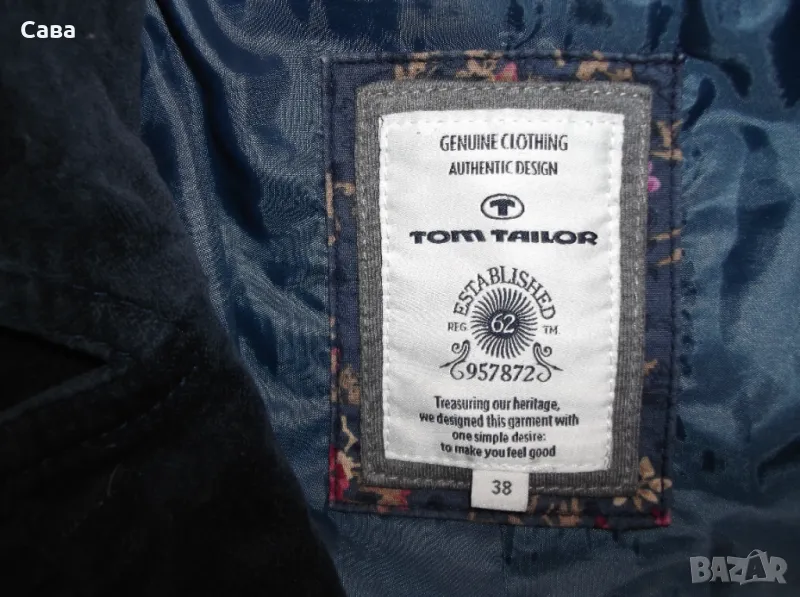 Сава
GENUINE CLOTHING
AUTHENTIC DESIGN
T
TOM TAILOR
ESTABLISHED
REG. 62 TM
957872
Treasuring our heritage,
we designed this garment with
one simple desire:
to make you feel good
38
BAZAR